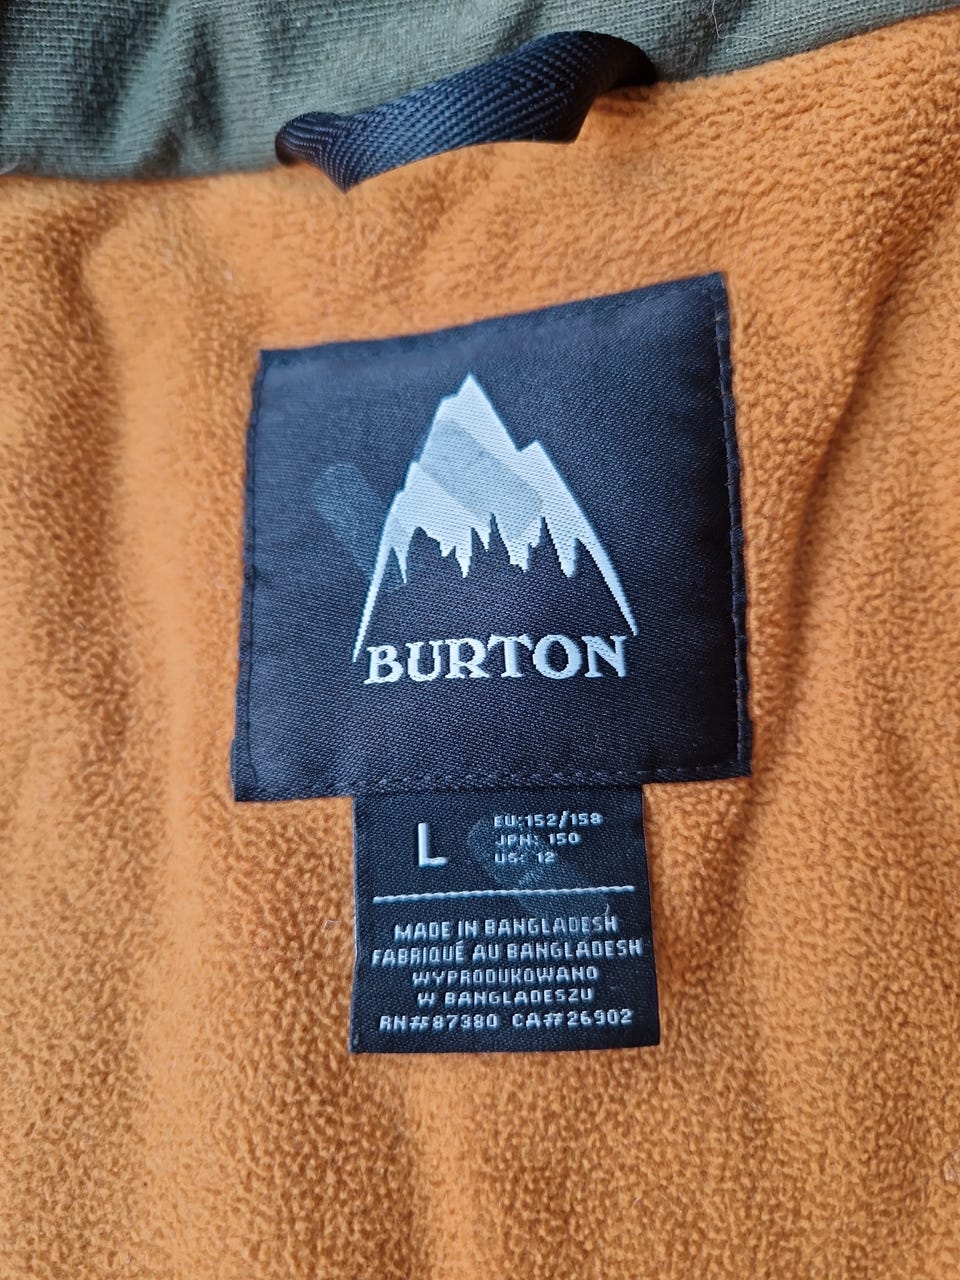 BURTON
L
EU:152/158
JPN: 150
US: 12
MADE IN BANGLADESH
FABRIQUÉ AU BANGLADESH
WYPRODUKOWANO
W BANGLADESZU
RN#87380 CA#26902